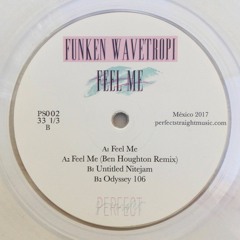 FUNKEN WAVETROPI
FEEL ME
PS002
33 1/3
B
México 2017
perfectstraightmusic.com
A1 Feel Me
A2 Feel Me (Ben Houghton Remix)
B1 Untitled Nitejam
B2 Odyssey 106
PERFECT